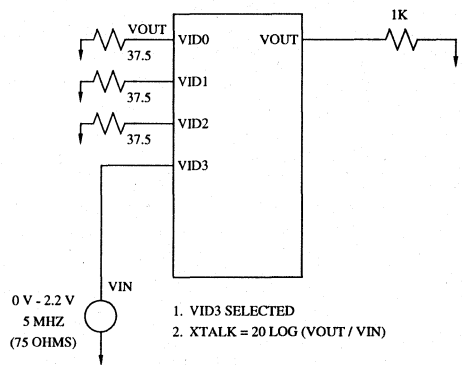 1K
VOUT
VID0
VOUT
37.5
VID1
37.5
VID2
37.5
VID3
VIN
0 V - 2.2 V
5 MHZ
(75 OHMS)
1. VID3 SELECTED
2. XTALK = 20 LOG (VOUT / VIN)